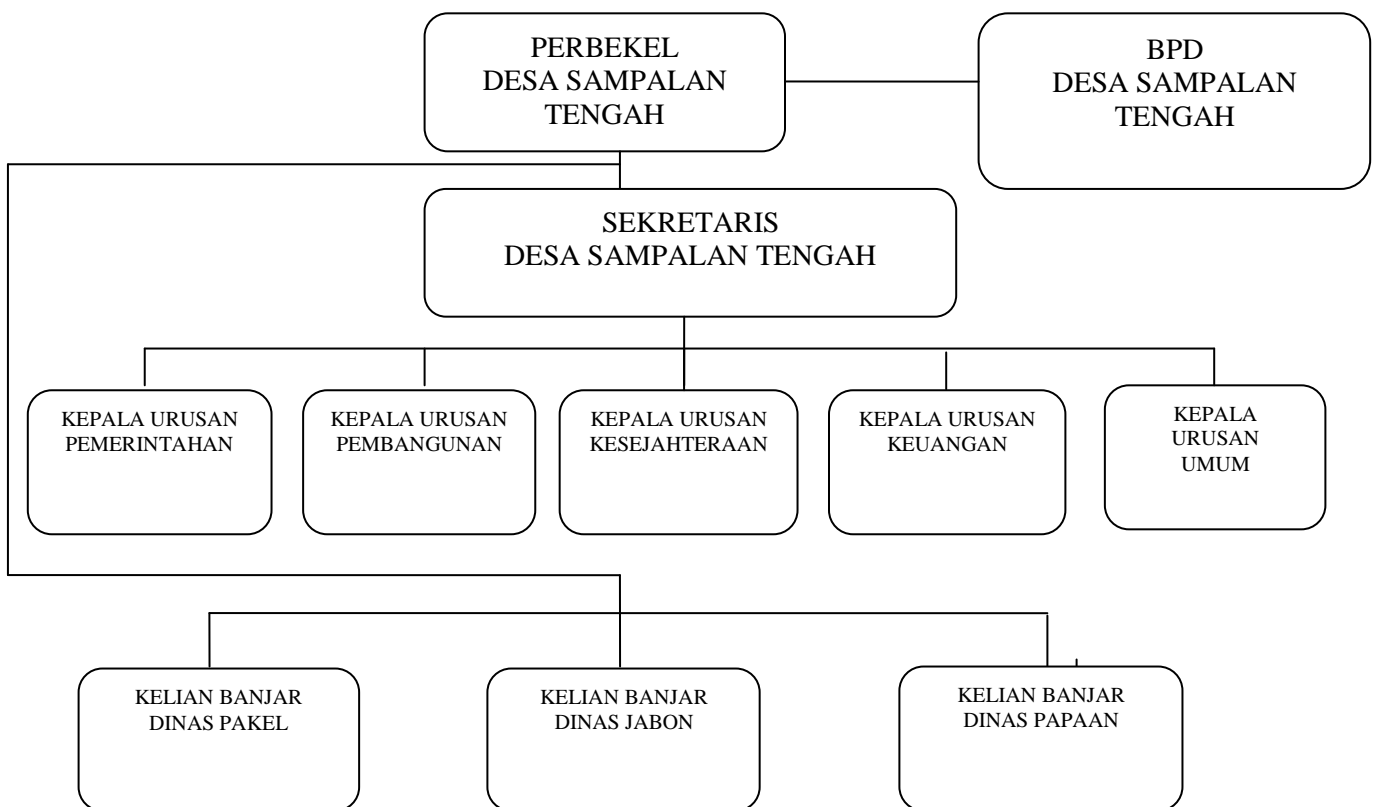 PERBEKEL
DESA SAMPALAN
TENGAH
BPD
DESA SAMPALAN
TENGAH
SEKRETARIS
DESA SAMPALAN TENGAH
KEPALA URUSAN
PEMERINTAHAN
KEPALA URUSAN
PEMBANGUNAN
KEPALA URUSAN
KESEJAHTERAAN
KEPALA URUSAN
KEUANGAN
KEPALA
URUSAN
UMUM
KELIAN BANJAR
DINAS PAKEL
KELIAN BANJAR
DINAS JABON
KELIAN BANJAR
DINAS PAPAAN